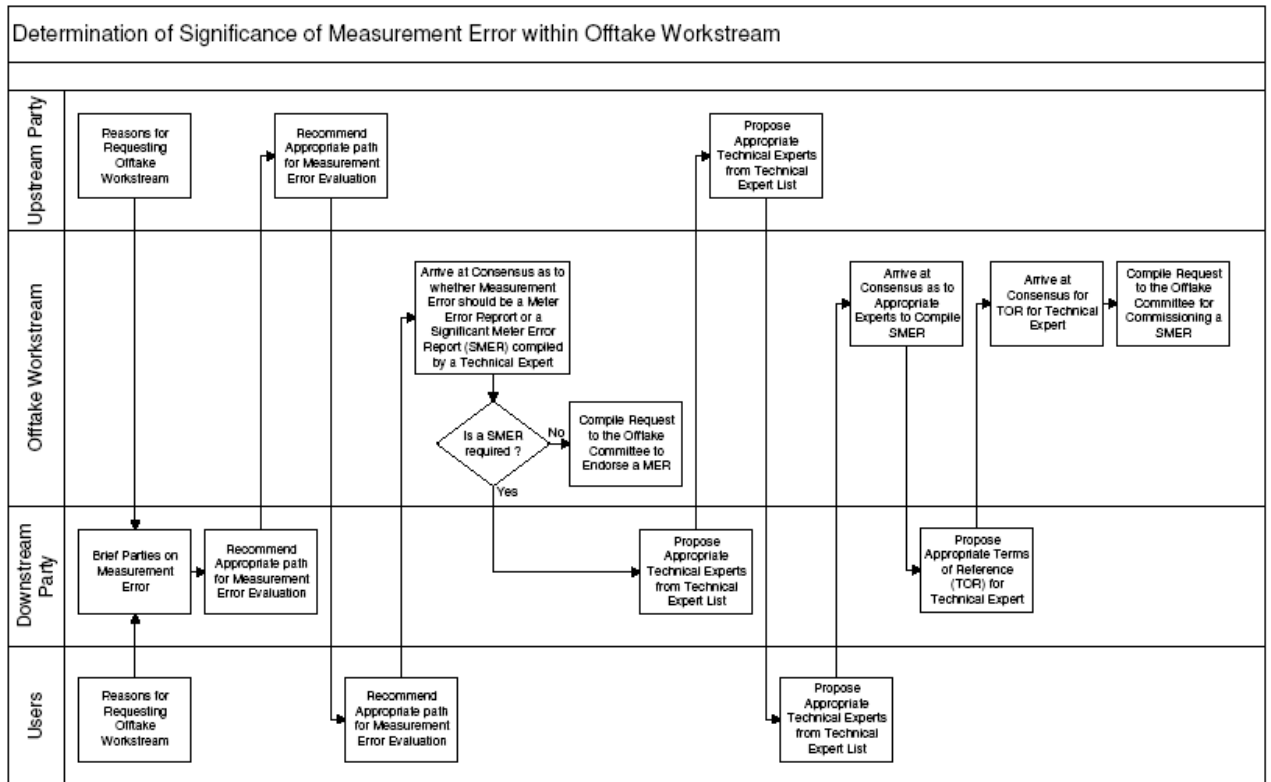 Determination of Significance of Measurement Error within Offtake Workstream
Upstream Party
Reasons for
Requesting
Offtake
Workstream
Recommend
Appropriate path
for Measurement
Error Evaluation
Propose
Appropriate
Technical Experts
from Technical
Expert List
Offtake Workstream
Arrive at Consensus as to
whether Measurement
Error should be a Meter
Error Reprort or a
Significant Meter Error
Report (SMER) compiled
by a Technical Expert
Is a SMER
required ?
No
Yes
Compile Request
to the Offtake
Committee to
Endorse a MER
Arrive at
Consensus as to
Appropriate
Experts to Compile
SMER
Arrive at
Consensus for
TOR for Technical
Expert
Compile Request
to the Offtake
Committee for
Commissioning a
SMER
Downstream
Party
Brief Parties on
Measurement
Error
Recommend
Appropriate path
for Measurement
Error Evaluation
Propose
Appropriate
Technical Experts
from Technical
Expert List
Propose
Appropriate Terms
of Reference
(TOR) for
Technical Expert
Users
Reasons for
Requesting
Offtake
Workstream
Recommend
Appropriate path
for Measurement
Error Evaluation
Propose
Appropriate
Technical Experts
from Technical
Expert List